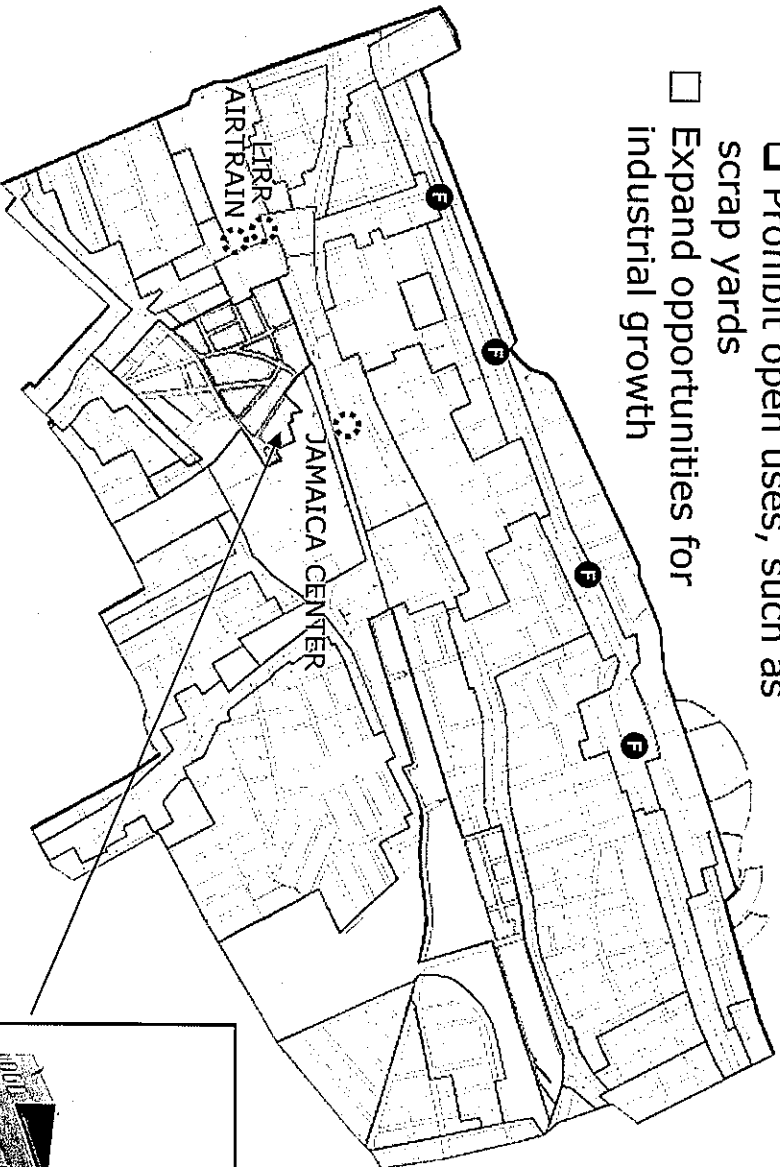 ☐ Prohibit open uses, such as
scrap yards
☐ Expand opportunities for
industrial growth
F
F
F
F
LIRR
AIRTRAIN
JAMAICA CENTER